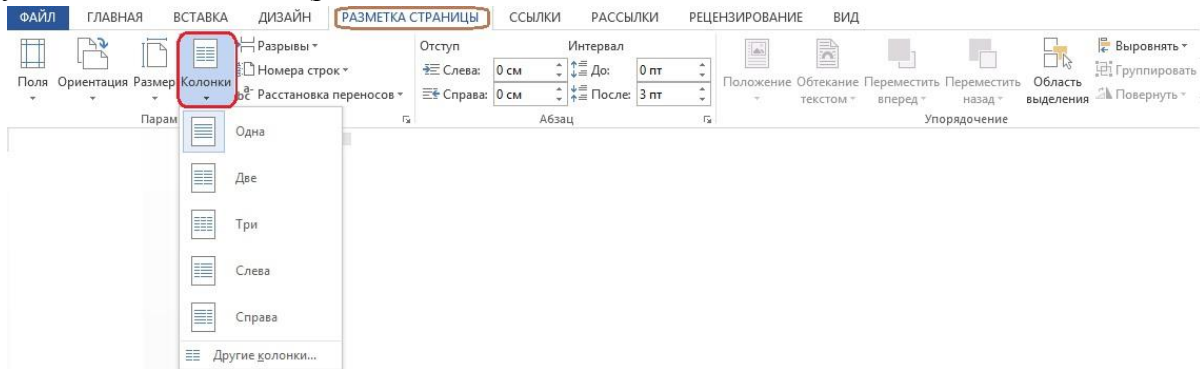 ФАЙЛ ГЛАВНАЯ ВСТАВКА ДИЗАЙН РАЗМЕТКА СТРАНИЦЫ ССЫЛКИ РАССЫЛКИ РЕЦЕНЗИРОВАНИЕ ВИД
Разрывы Отступ Интервал Выровнять
Номера строк Слева: 0 см До: 0 пт Группировать
Поля Ориентация Размер Колонки Расстановка переносов Справа: 0 см После: 3 пт Положение Обтекание текстом Переместить вперед Переместить назад Область выделения Повернуть
Парам Абзац Упорядочение
Одна
Две
Три
Слева
Справа
Другие колонки...